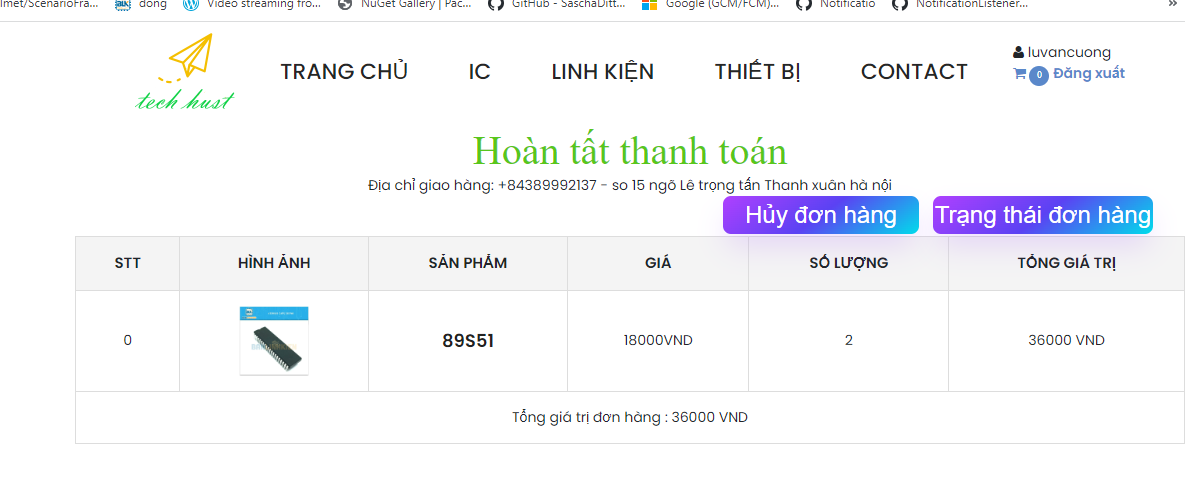 lmet/ScenarioFra... dong Video streaming fro... NuGet Gallery | Pac... GitHub - SaschaDitt... Google (GCM/FCM)... Notificatio NotificationListener... »
tech hust TRANG CHỦ IC LINH KIỆN THIẾT BỊ CONTACT
luvancuong
0 Đăng xuất
Hoàn tất thanh toán
Địa chỉ giao hàng: +84389992137 - so 15 ngõ Lê trọng tấn Thanh xuân hà nội
Hủy đơn hàng Trạng thái đơn hàng
STT HÌNH ẢNH SẢN PHẨM GIÁ SỐ LƯỢNG TỔNG GIÁ TRỊ
0 89S51 18000VND 2 36000 VND
Tổng giá trị đơn hàng : 36000 VND